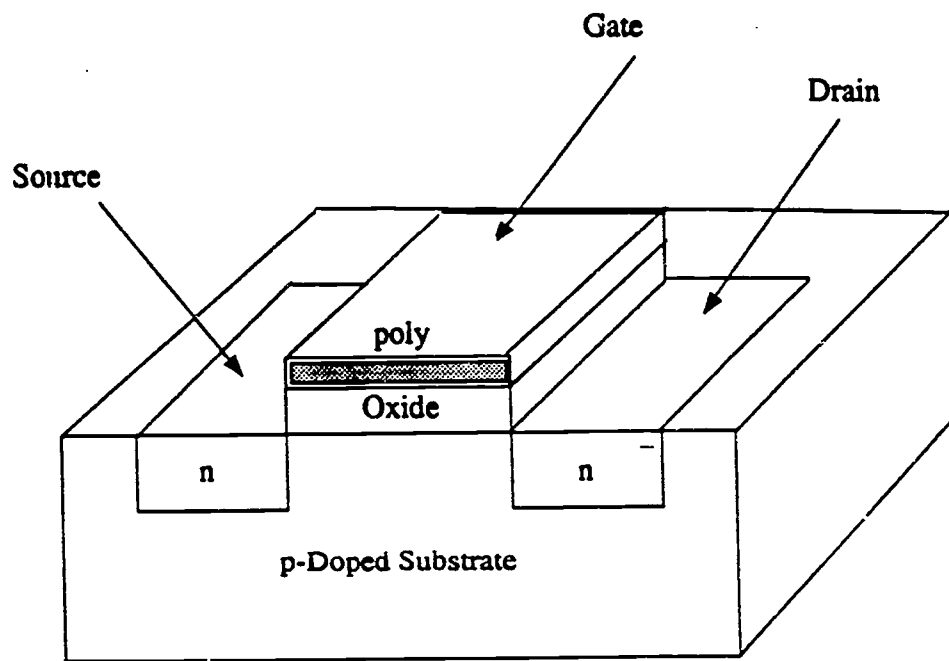 Gate
Drain
Source
poly
Oxide
n
n
p-Doped Substrate